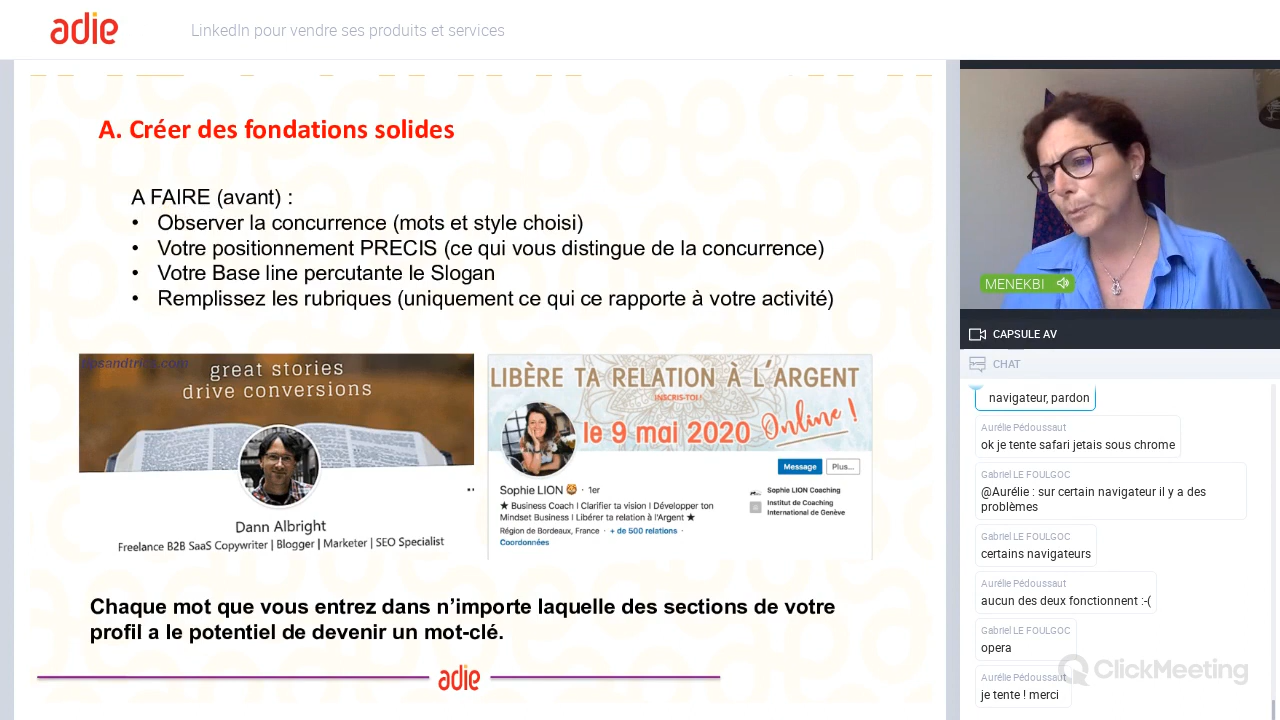 adie
LinkedIn pour vendre ses produits et services
A. Créer des fondations solides
A FAIRE (avant) :
• Observer la concurrence (mots et style choisi)
• Votre positionnement PRECIS (ce qui vous distingue de la concurrence)
• Votre Base line percutante le Slogan
• Remplissez les rubriques (uniquement ce qui ce rapporte à votre activité)
great stories
drive conversions
Dann Albright
Freelance B2B SaaS Copywriter | Blogger | Marketer | SEO Specialist
LIBÈRE TA RELATION À L'ARGENT
INSCRIS-TOI !
le 9 mai 2020 Online !
Message
Plus...
Sophie LION 🦁 · 1er
★ Business Coach I Clarifier ta vision I Développer ton
Mindset Business I Libérer ta relation à l'Argent ★
Région de Bordeaux, France · + de 500 relations ·
Coordonnées
Sophie LION Coaching
Institut de Coaching
International de Genève
Chaque mot que vous entrez dans n'importe laquelle des sections de votre
profil a le potentiel de devenir un mot-clé.
adie
MENEKBI
CAPSULE AV
CHAT
navigateur, pardon
Aurélie Pédoussaut
ok je tente safari jetais sous chrome
Gabriel LE FOULGOC
@Aurélie : sur certain navigateur il y a des
problèmes
Gabriel LE FOULGOC
certains navigateurs
Aurélie Pédoussaut
aucun des deux fonctionnent :-(
Gabriel LE FOULGOC
opera
Aurélie Pédoussaut
je tente ! merci
ClickMeeting